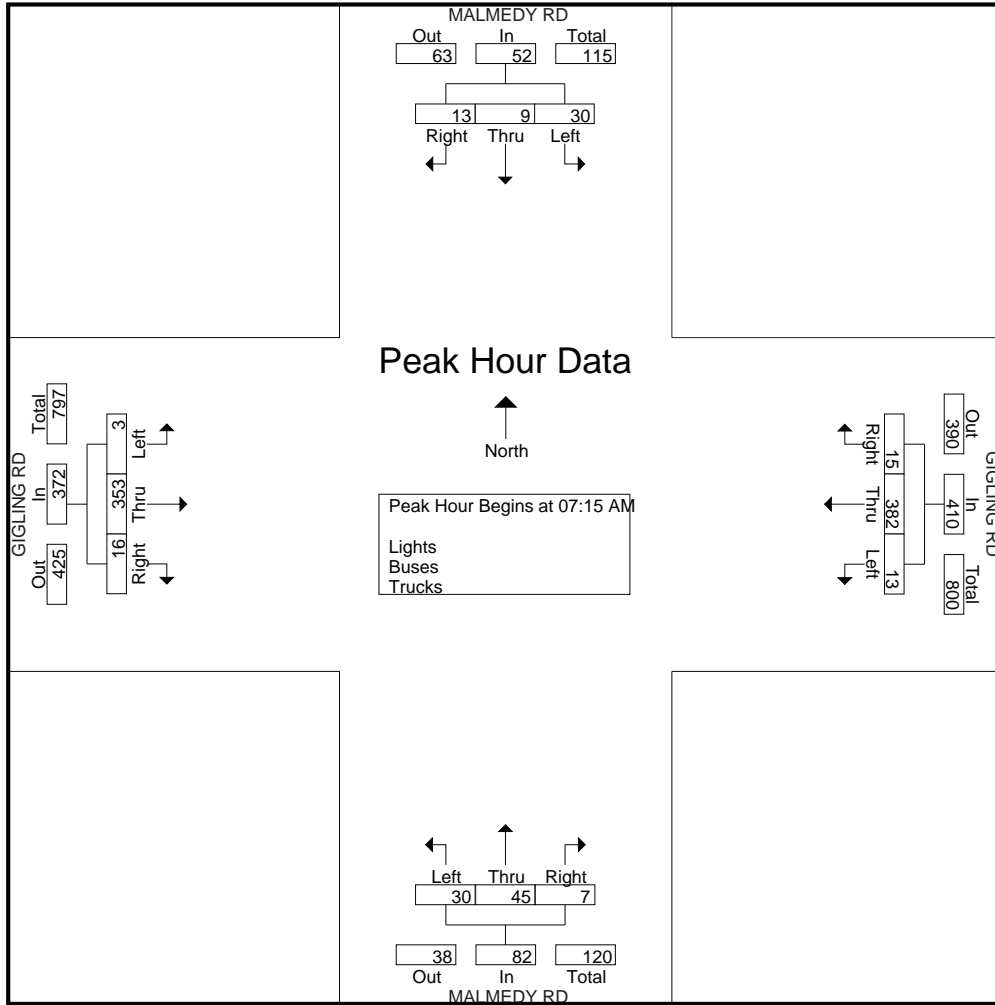 MALMEDY RD
Out In Total
63 52 115
13 9 30
Right Thru Left
Peak Hour Data
North
Peak Hour Begins at 07:15 AM
Lights
Buses
Trucks
GIGLING RD
Total In Out
797 372 425
3 353 16
Left Thru Right
GIGLING RD
Out In Total
390 410 800
15 382 13
Right Thru Left
Left Thru Right
30 45 7
38 82 120
Out In Total
MALMEDY RD